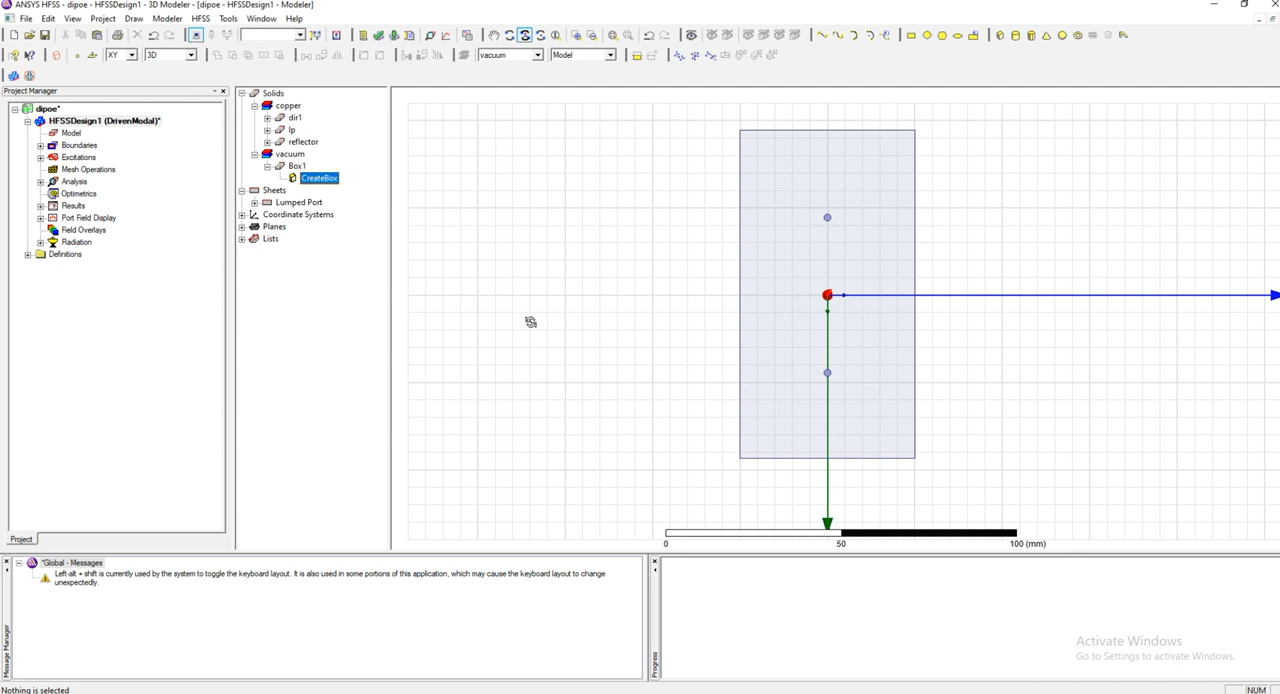 ANSYS HFSS - dipoe - HFSSDesign1 - 3D Modeler - [dipoe - HFSSDesign1 - Modeler]
File Edit View Project Draw Modeler HFSS Tools Window Help
XY 3D vacuum Model
Project Manager
dipoe*
HFSSDesign1 (DrivenModal)*
Model
Boundaries
Excitations
Mesh Operations
Analysis
Optimetrics
Results
Port Field Display
Field Overlays
Radiation
Definitions
Project
Solids
copper
dir1
lp
reflector
vacuum
Box1
CreateBox
Sheets
Lumped Port
Coordinate Systems
Planes
Lists
0 50 100 (mm)
*Global - Messages
Left-alt + shift is currently used by the system to toggle the keyboard layout. It is also used in some portions of this application, which may cause the keyboard layout to change
unexpectedly.
Message Manager
Progress
Activate Windows
Go to Settings to activate Windows.
Nothing is selected
NUM